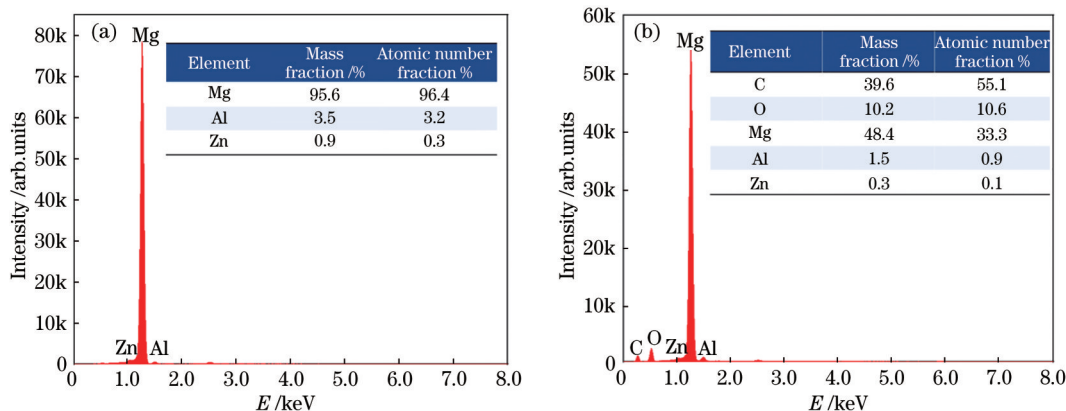 (a)
Mg
Intensity /arb.units
80k
70k
60k
50k
40k
30k
20k
10k
0
Element Mass fraction /% Atomic number fraction %
Mg 95.6 96.4
Al 3.5 3.2
Zn 0.9 0.3
Zn Al
0 1.0 2.0 3.0 4.0 5.0 6.0 7.0 8.0
E /keV
(b)
Mg
Intensity /arb.units
60k
50k
40k
30k
20k
10k
0
Element Mass fraction /% Atomic number fraction %
C 39.6 55.1
O 10.2 10.6
Mg 48.4 33.3
Al 1.5 0.9
Zn 0.3 0.1
C O Zn Al
0 1.0 2.0 3.0 4.0 5.0 6.0 7.0 8.0
E /keV